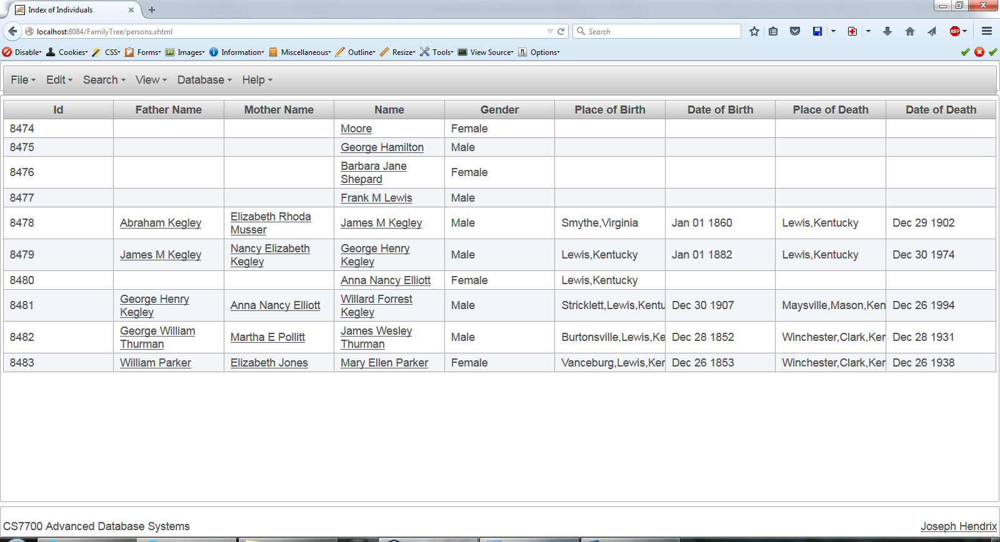 Index of Individuals
localhost:8084/FamilyTree/persons.xhtml
Search
ABP
Disable Cookies CSS Forms Images Information Miscellaneous Outline Resize Tools View Source Options
File Edit Search View Database Help
Id Father Name Mother Name Name Gender Place of Birth Date of Birth Place of Death Date of Death
8474 Moore Female
8475 George Hamilton Male
8476 Barbara Jane Female
Shepard
8477 Frank M Lewis Male
8478 Abraham Kegley Elizabeth Rhoda James M Kegley Male Smythe,Virginia Jan 01 1860 Lewis,Kentucky Dec 29 1902
Musser
8479 James M Kegley Nancy Elizabeth George Henry Male Lewis,Kentucky Jan 01 1882 Lewis,Kentucky Dec 30 1974
Kegley Kegley
8480 Anna Nancy Elliott Female Lewis,Kentucky
8481 George Henry Anna Nancy Elliott Willard Forrest Male Stricklett,Lewis,Kentu Dec 30 1907 Maysville,Mason,Ken Dec 26 1994
Kegley Kegley
8482 George William Martha E Pollitt James Wesley Male Burtonsville,Lewis,Ke Dec 28 1852 Winchester,Clark,Ker Dec 28 1931
Thurman Thurman
8483 William Parker Elizabeth Jones Mary Ellen Parker Female Vanceburg,Lewis,Ker Dec 26 1853 Winchester,Clark,Ker Dec 26 1938
CS7700 Advanced Database Systems
Joseph Hendrix